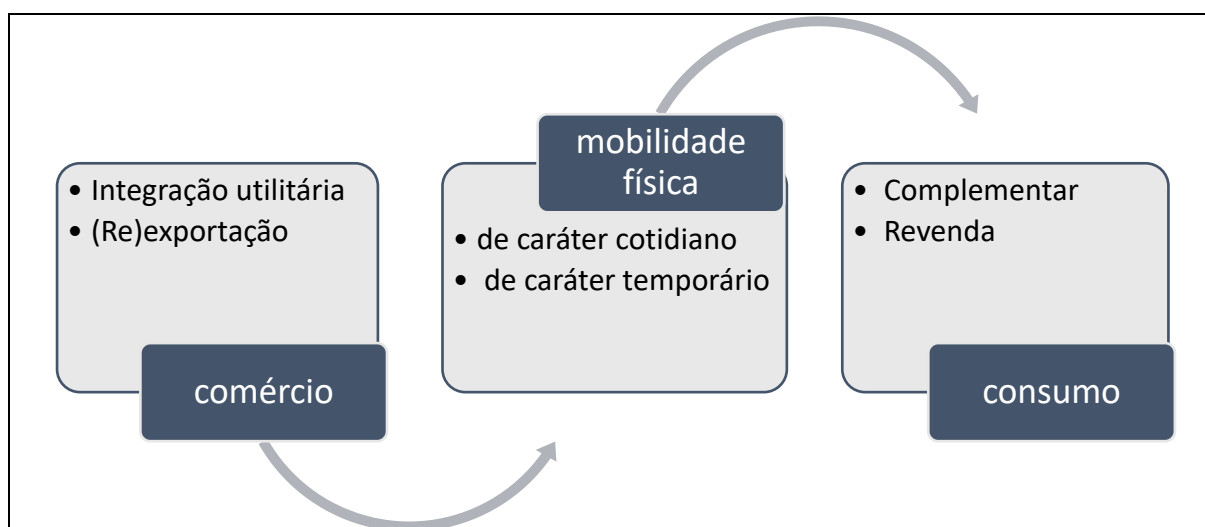 • Integração utilitária
• (Re)exportação
comércio
mobilidade
física
• de caráter cotidiano
• de caráter temporário
• Complementar
• Revenda
consumo